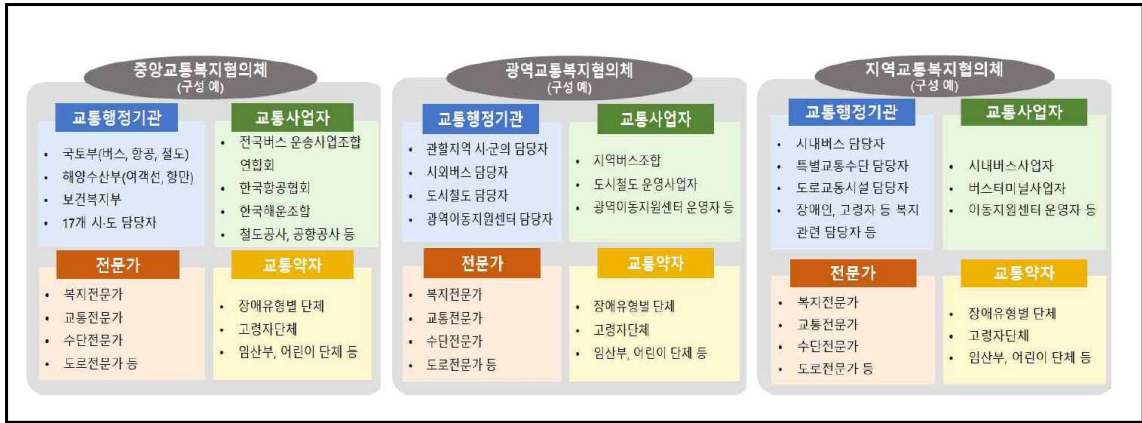 중앙교통복지협의체
(구성 예)
교통행정기관
• 국토부(버스, 항공, 철도)
• 해양수산부(여객선, 항만)
• 보건복지부
• 17개 시·도 담당자
교통사업자
• 전국버스 운송사업조합
연합회
• 한국항공협회
• 한국해운조합
• 철도공사, 공항공사 등
전문가
• 복지전문가
• 교통전문가
• 수단전문가
• 도로전문가 등
교통약자
• 장애유형별 단체
• 고령자단체
• 임산부, 어린이 단체 등
광역교통복지협의체
(구성 예)
교통행정기관
• 관할지역 시·군의 담당자
• 시외버스 담당자
• 도시철도 담당자
• 광역이동지원센터 담당자
교통사업자
• 지역버스조합
• 도시철도 운영사업자
• 광역이동지원센터 운영자 등
전문가
• 복지전문가
• 교통전문가
• 수단전문가
• 도로전문가 등
교통약자
• 장애유형별 단체
• 고령자단체
• 임산부, 어린이 단체 등
지역교통복지협의체
(구성 예)
교통행정기관
• 시내버스 담당자
• 특별교통수단 담당자
• 도로교통시설 담당자
• 장애인, 고령자 등 복지
관련 담당자 등
교통사업자
• 시내버스사업자
• 버스터미널사업자
• 이동지원센터 운영자 등
전문가
• 복지전문가
• 교통전문가
• 수단전문가
• 도로전문가 등
교통약자
• 장애유형별 단체
• 고령자단체
• 임산부, 어린이 단체 등